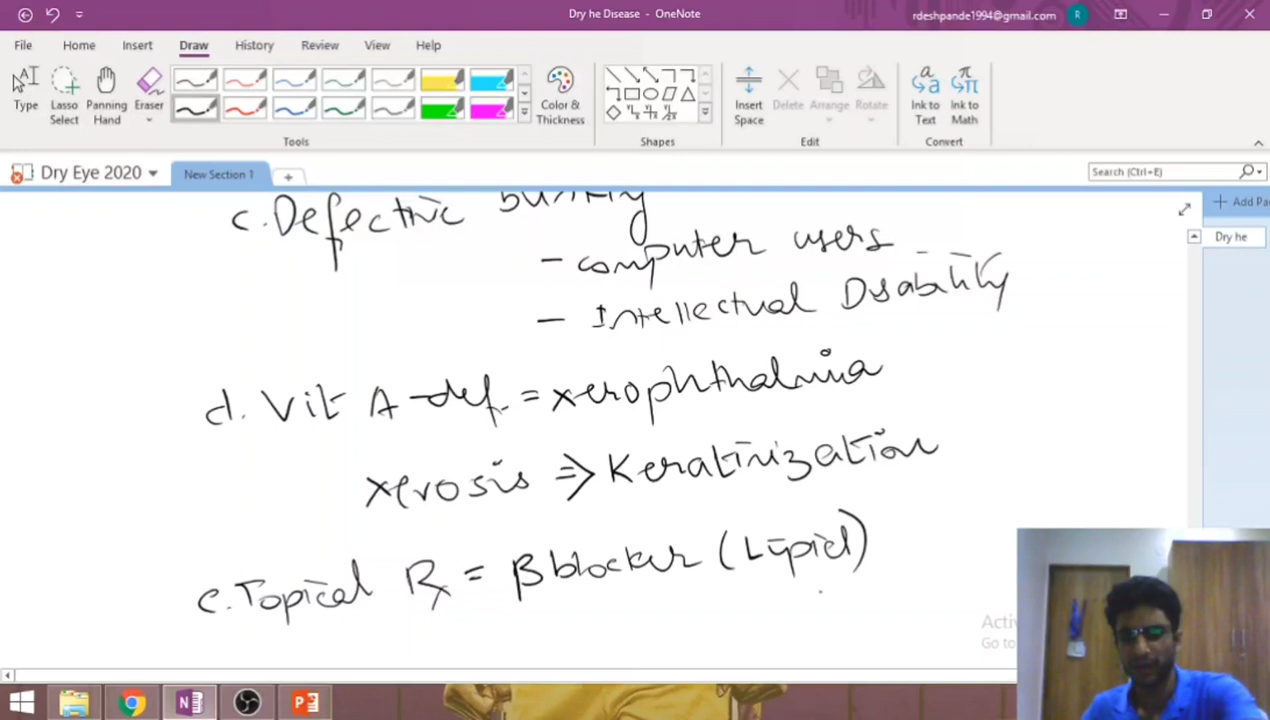 Dry he Disease - OneNote
rdeshpande1994@gmail.com R
File Home Insert Draw History Review View Help
Type Lasso Select Panning Hand Eraser Color & Thickness Insert Space Delete Arrange Rotate Ink to Text Ink to Math
Tools Shapes Edit Convert
Dry Eye 2020 New Section 1 + Search (Ctrl+E)
+ Add Pa
Dry he
c. Defective
- computer users
- Intellectual Disability
d. Vit A def. = xerophthalmia
xerosis => Keratinization
e. Topical Rx = β blocker (Lipid)
Activ
Go to